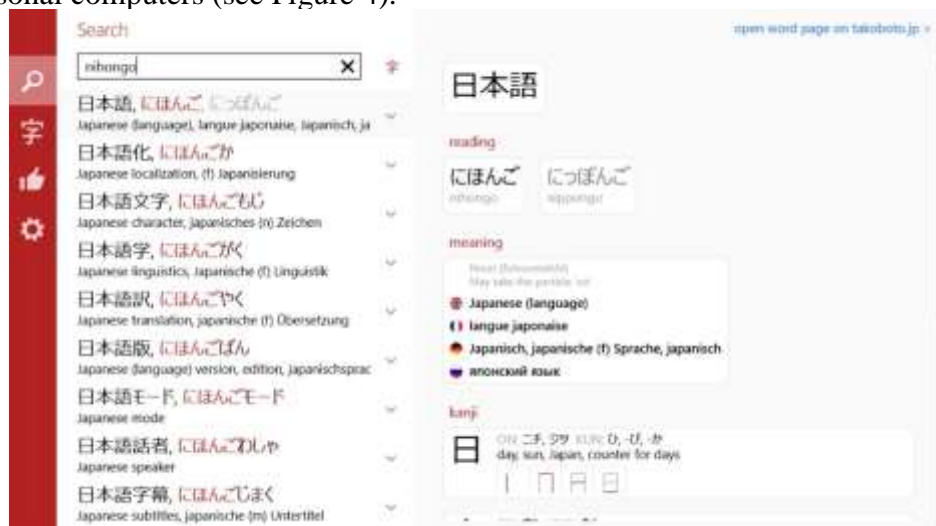 sonal computers (see Figure 4).
Search
open word page on takoboto.jp
nihongo
字
字
日本語, にほんご, にっぽんご
Japanese (language), langue japonaise, Japanisch, ja
日本語化, にほんごか
Japanese localization, (f) Japanisierung
日本語文字, にほんごもじ
Japanese character, japanisches (n) Zeichen
日本語学, にほんごがく
Japanese linguistics, Japanische (f) Linguistik
日本語訳, にほんごやく
Japanese translation, japanische (f) Übersetzung
日本語版, にほんごばん
Japanese (language) version, edition, japanischsprac
日本語モード, にほんごモード
Japanese mode
日本語話者, にほんごわしゃ
Japanese speaker
日本語字幕, にほんごじまく
Japanese subtitles, japanische (m) Untertitel
日本語
reading
にほんご にっぽんご
nihongo nippongo
meaning
May take the particle
Japanese (language)
langue japonaise
Japanisch, japanische (f) Sprache, japanisch
японский язык
kanji
日
ON: ニチ, ジツ KUN: ひ, -び, -か
day, sun, Japan, counter for days